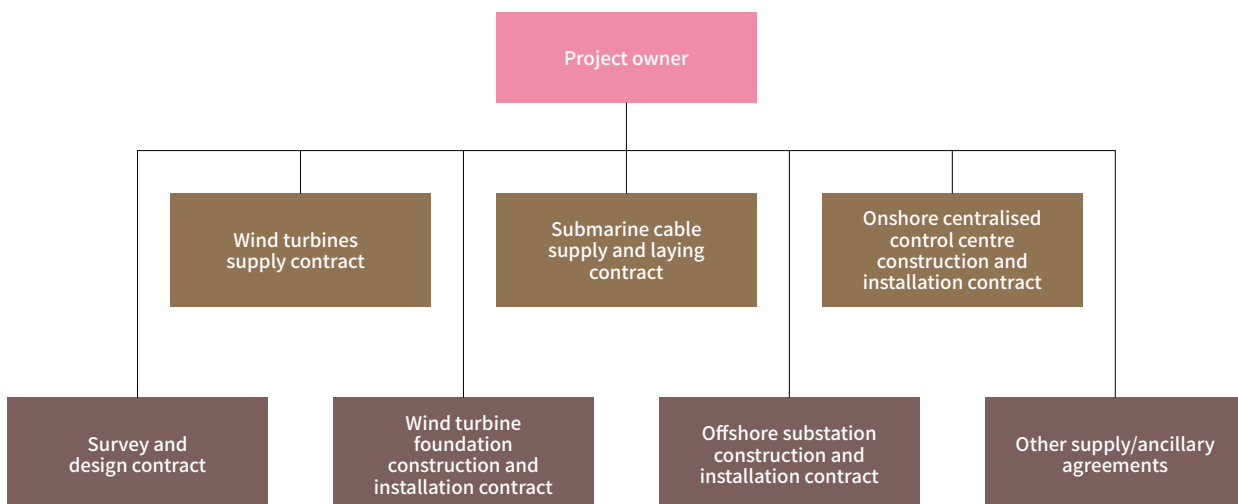 Project owner
Wind turbines
supply contract
Submarine cable
supply and laying
contract
Onshore centralised
control centre
construction and
installation contract
Survey and
design contract
Wind turbine
foundation
construction and
installation contract
Offshore substation
construction and
installation contract
Other supply/ancillary
agreements